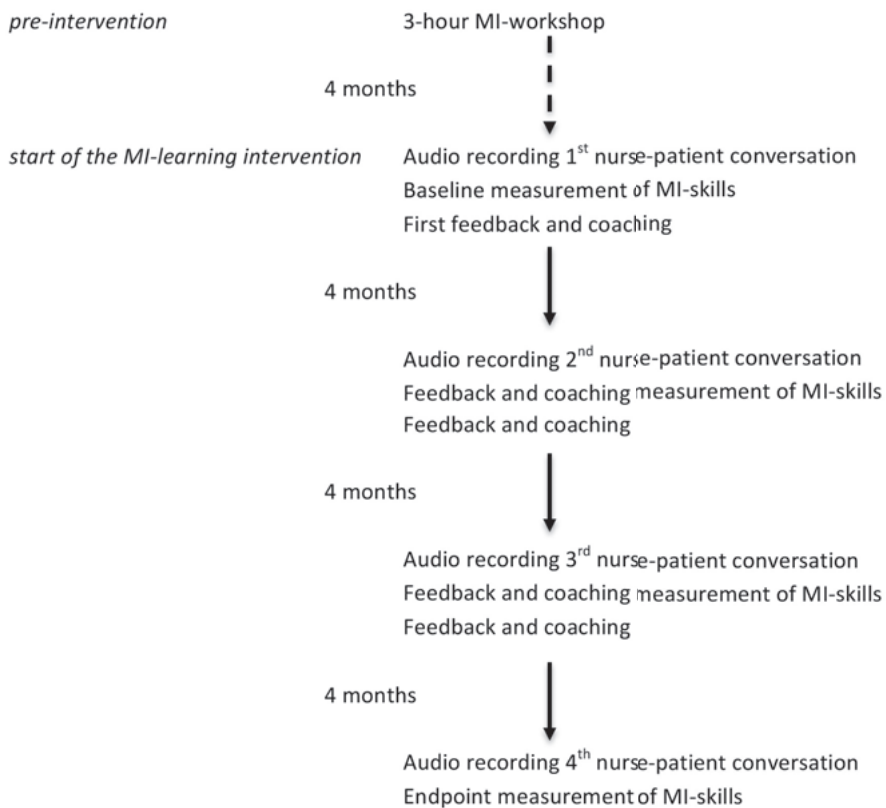 pre-intervention 3-hour MI-workshop
4 months
start of the MI-learning intervention Audio recording 1st nurse-patient conversation
Baseline measurement of MI-skills
First feedback and coaching
4 months
Audio recording 2nd nurse-patient conversation
Feedback and coaching measurement of MI-skills
Feedback and coaching
4 months
Audio recording 3rd nurse-patient conversation
Feedback and coaching measurement of MI-skills
Feedback and coaching
4 months
Audio recording 4th nurse-patient conversation
Endpoint measurement of MI-skills